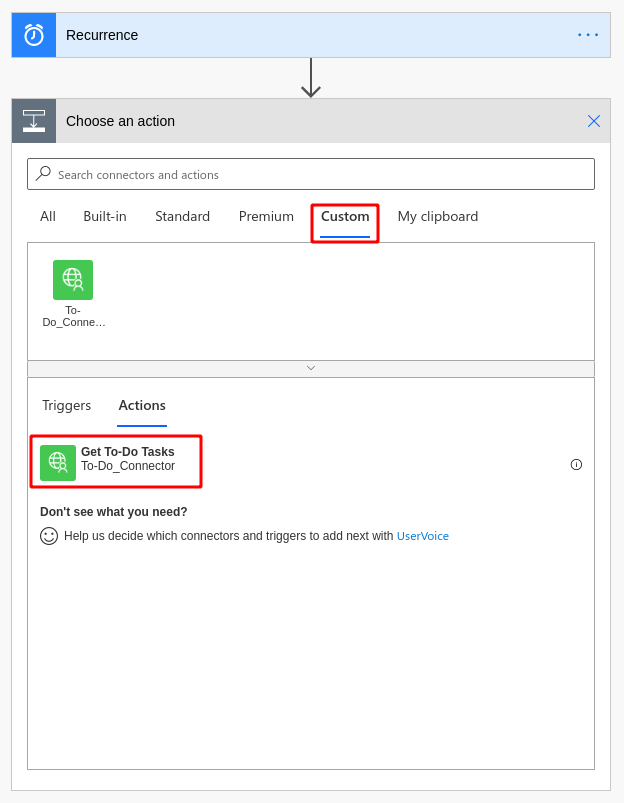 Recurrence
Choose an action
Search connectors and actions
All Built-in Standard Premium Custom My clipboard
To-
Do_Conne...
Triggers Actions
Get To-Do Tasks
To-Do_Connector
Don't see what you need?
Help us decide which connectors and triggers to add next with UserVoice